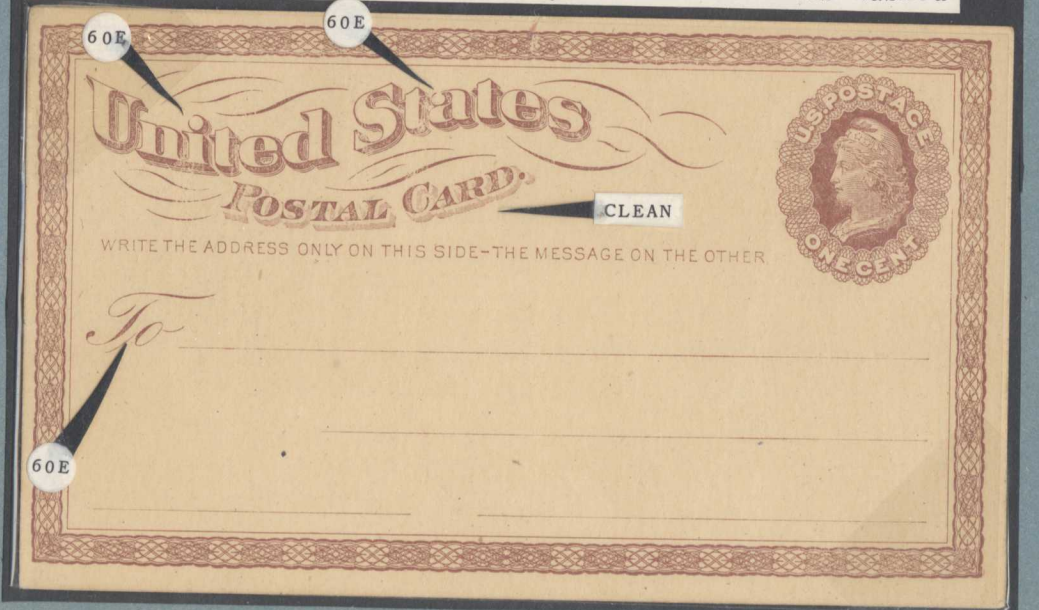 60E
60E
United States
POSTAL CARD.
CLEAN
WRITE THE ADDRESS ONLY ON THIS SIDE-THE MESSAGE ON THE OTHER
U.S. POSTAGE
ONE CENT
To
60E